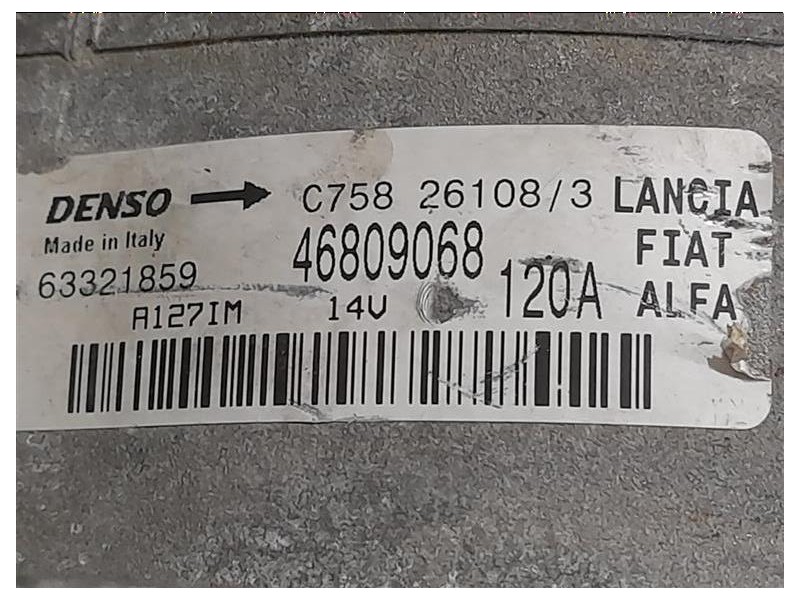 DENSO → C758 26108/3 LANCIA
Made in Italy 46809068 FIAT
63321859 120A ALFA
A127IM 14V